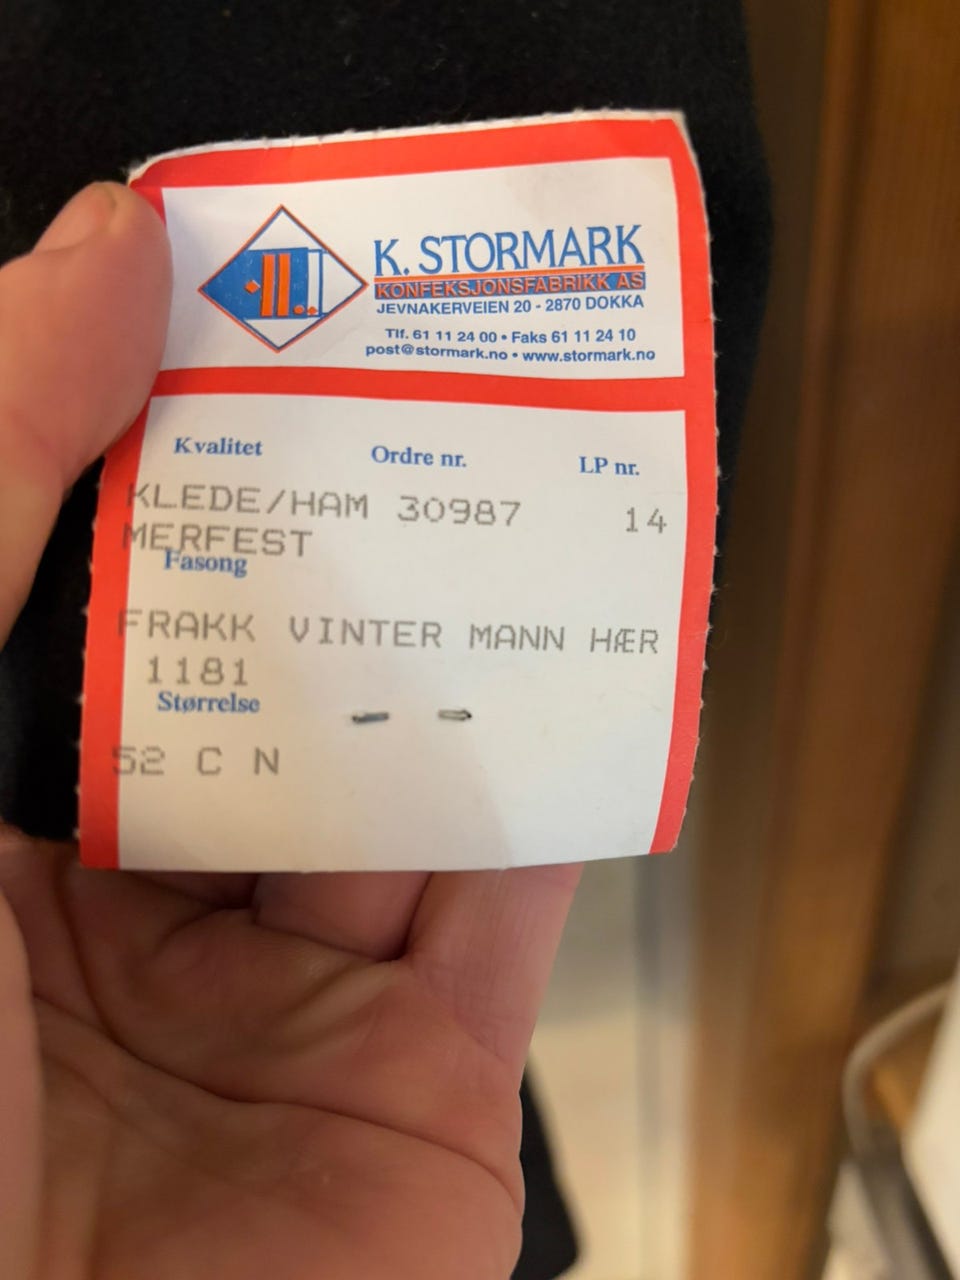 K. STORMARK
KONFEKSJONSFABRIKK AS
JEVNAKERVEIEN 20 - 2870 DOKKA
Tlf. 61 11 24 00 • Faks 61 11 24 10
post@stormark.no • www.stormark.no
Kvalitet Ordre nr. LP nr.
KLEDE/HAM 30987 14
MERFEST
Fasong
FRAKK VINTER MANN HÆR
1181
Størrelse
52 C N